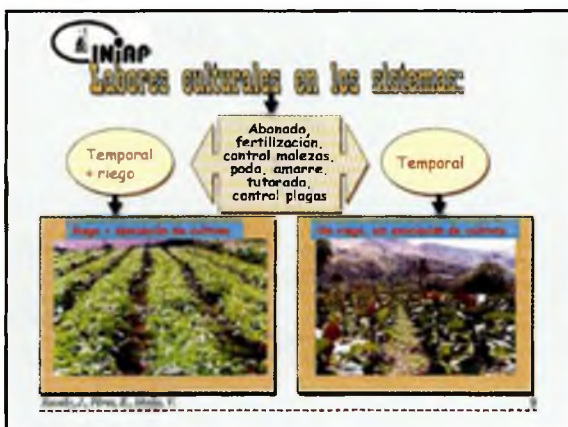 INIAP
Labores culturales en los sistemas:
Abonado,
fertilización,
control malezas,
poda, amarre,
tutorado,
control plagas
Temporal
+ riego
Temporal
Riego + asociación de cultivos
Sin riego, sin asociación de cultivos.